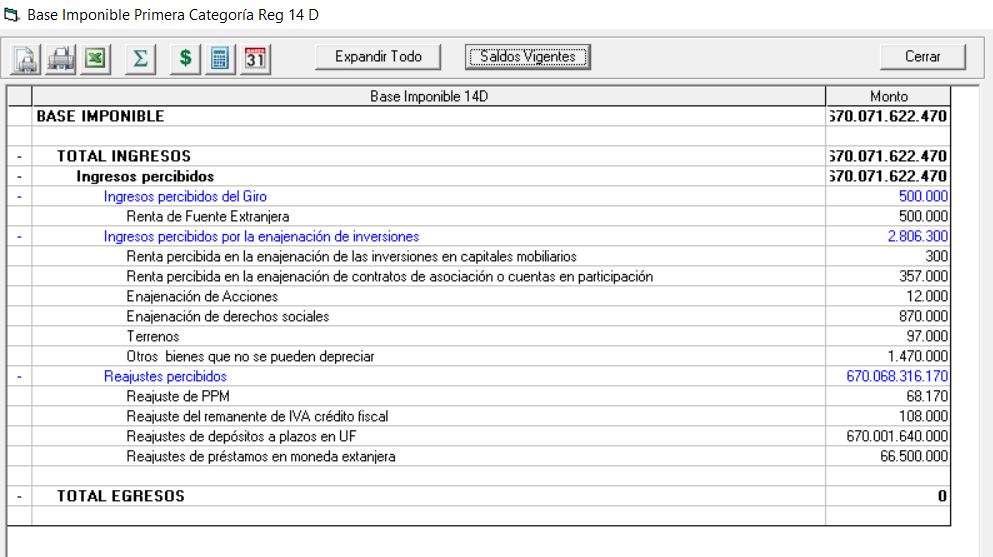 Base Imponible Primera Categoría Reg 14 D
Σ $ 31 Expandir Todo Saldos Vigentes Cerrar
Base Imponible 14D Monto
BASE IMPONIBLE 670.071.622.470
- TOTAL INGRESOS 670.071.622.470
- Ingresos percibidos 670.071.622.470
- Ingresos percibidos del Giro 500.000
Renta de Fuente Extranjera 500.000
- Ingresos percibidos por la enajenación de inversiones 2.806.300
Renta percibida en la enajenación de las inversiones en capitales mobiliarios 300
Renta percibida en la enajenación de contratos de asociación o cuentas en participación 357.000
Enajenación de Acciones 12.000
Enajenación de derechos sociales 870.000
Terrenos 97.000
Otros bienes que no se pueden depreciar 1.470.000
- Reajustes percibidos 670.068.316.170
Reajuste de PPM 68.170
Reajuste del remanente de IVA crédito fiscal 108.000
Reajustes de depósitos a plazos en UF 670.001.640.000
Reajustes de préstamos en moneda extanjera 66.500.000
- TOTAL EGRESOS 0